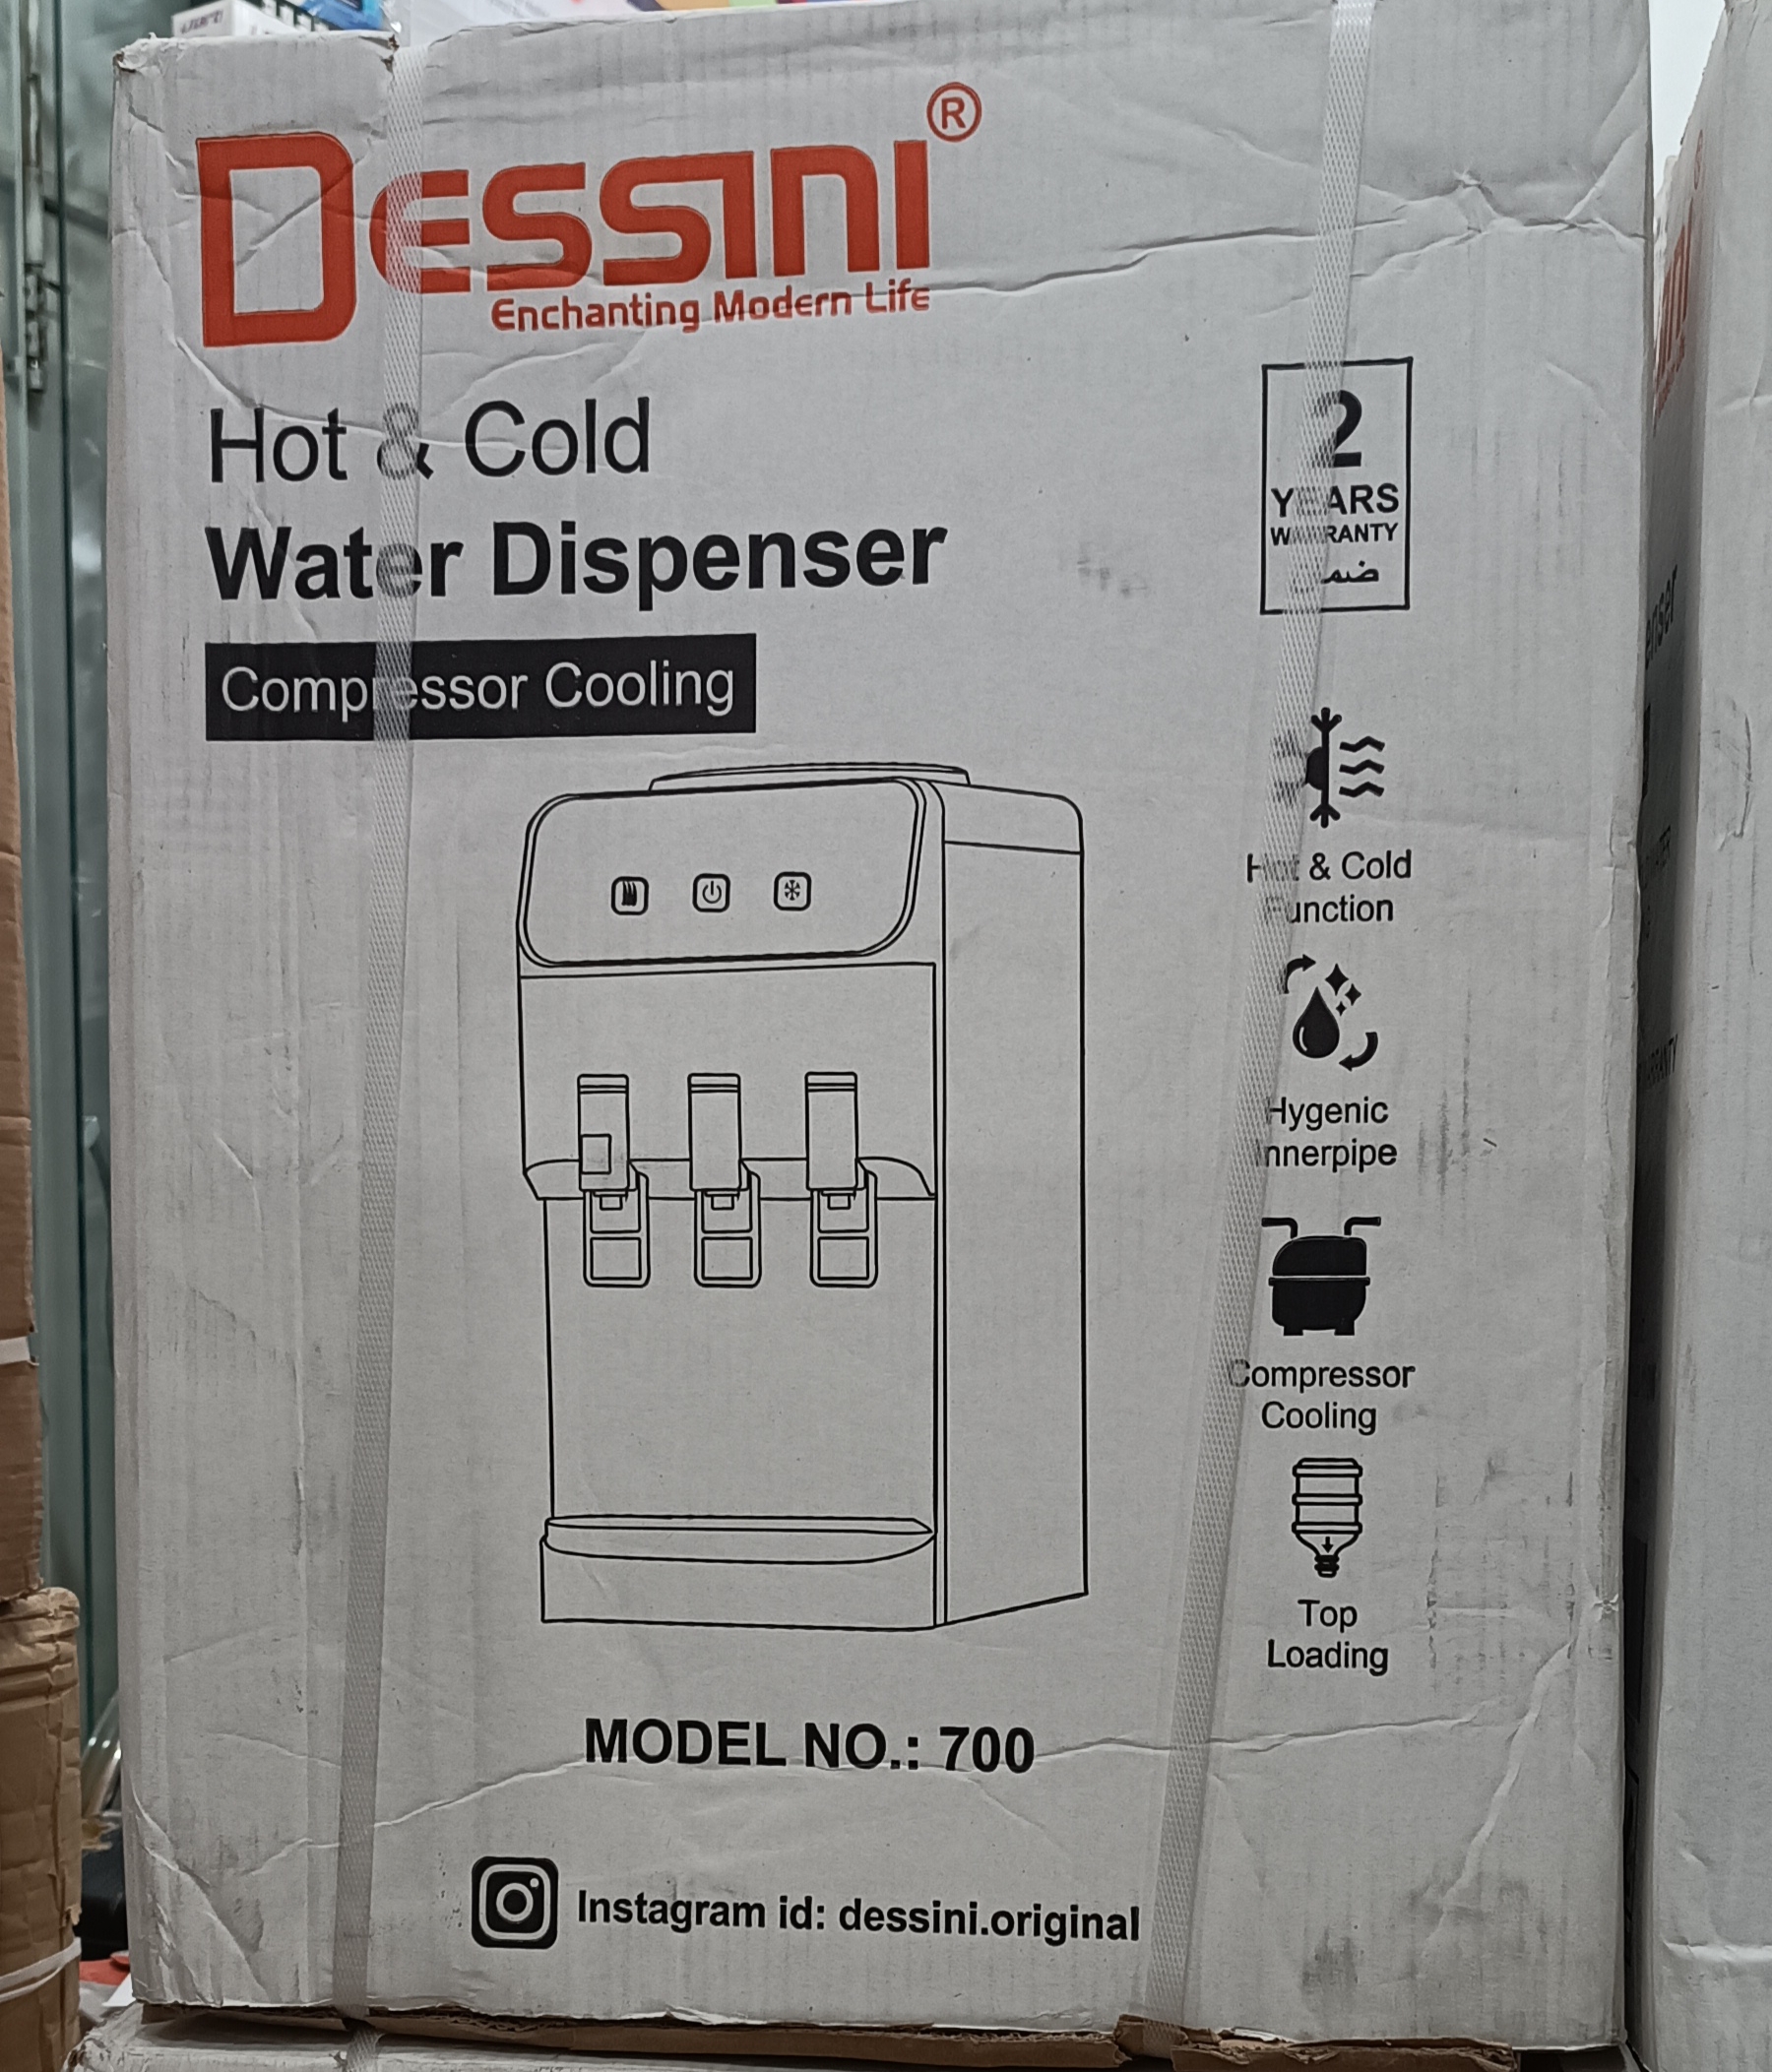 DESSINI®
Enchanting Modern Life
Hot & Cold
Water Dispenser
Compressor Cooling
2
YEARS
WARRANTY
Hot & Cold
Function
Hygenic
Innerpipe
Compressor
Cooling
Top
Loading
MODEL NO.: 700
Instagram id: dessini.original